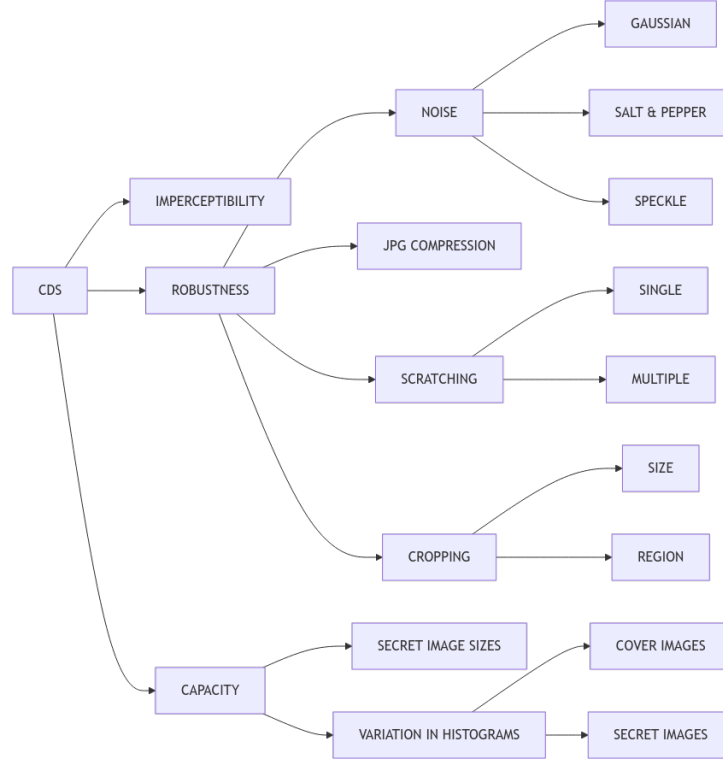 GAUSSIAN
NOISE
SALT & PEPPER
IMPERCEPTIBILITY
SPECKLE
JPG COMPRESSION
CDS
ROBUSTNESS
SINGLE
SCRATCHING
MULTIPLE
SIZE
CROPPING
REGION
SECRET IMAGE SIZES
COVER IMAGES
CAPACITY
VARIATION IN HISTOGRAMS
SECRET IMAGES